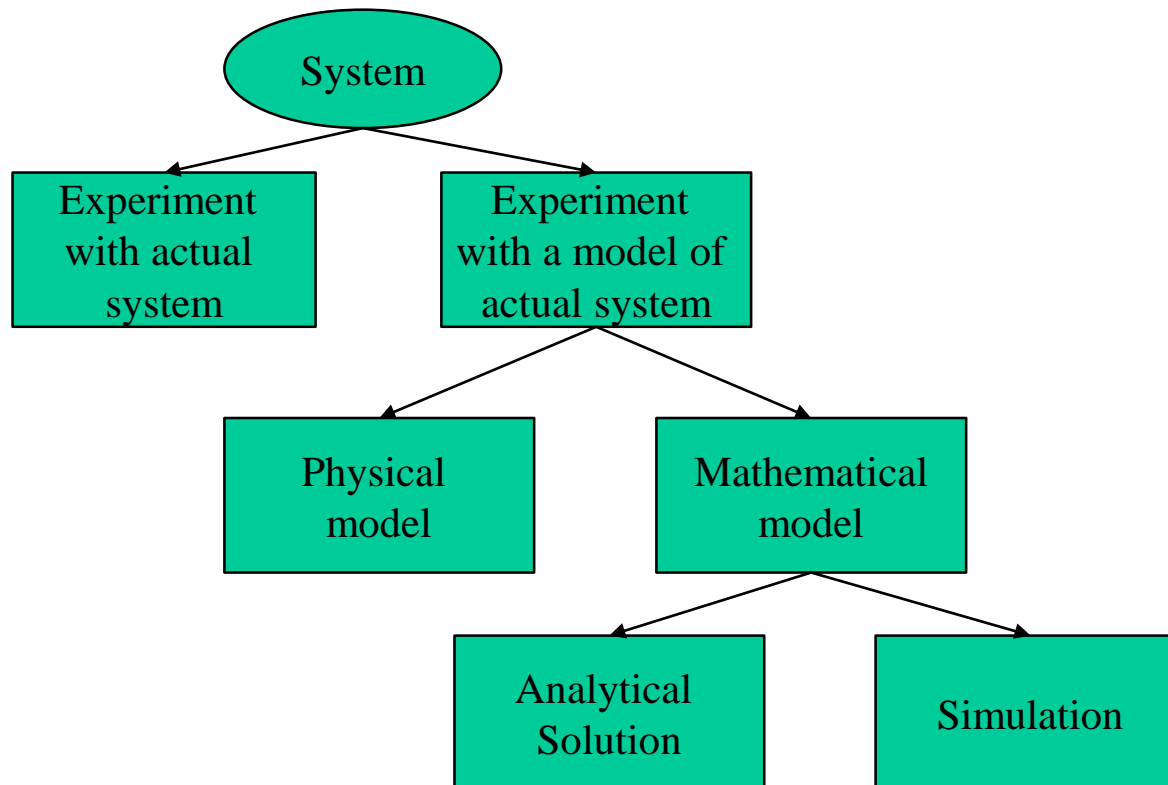 System
Experiment
with actual
system
Experiment
with a model of
actual system
Physical
model
Mathematical
model
Analytical
Solution
Simulation